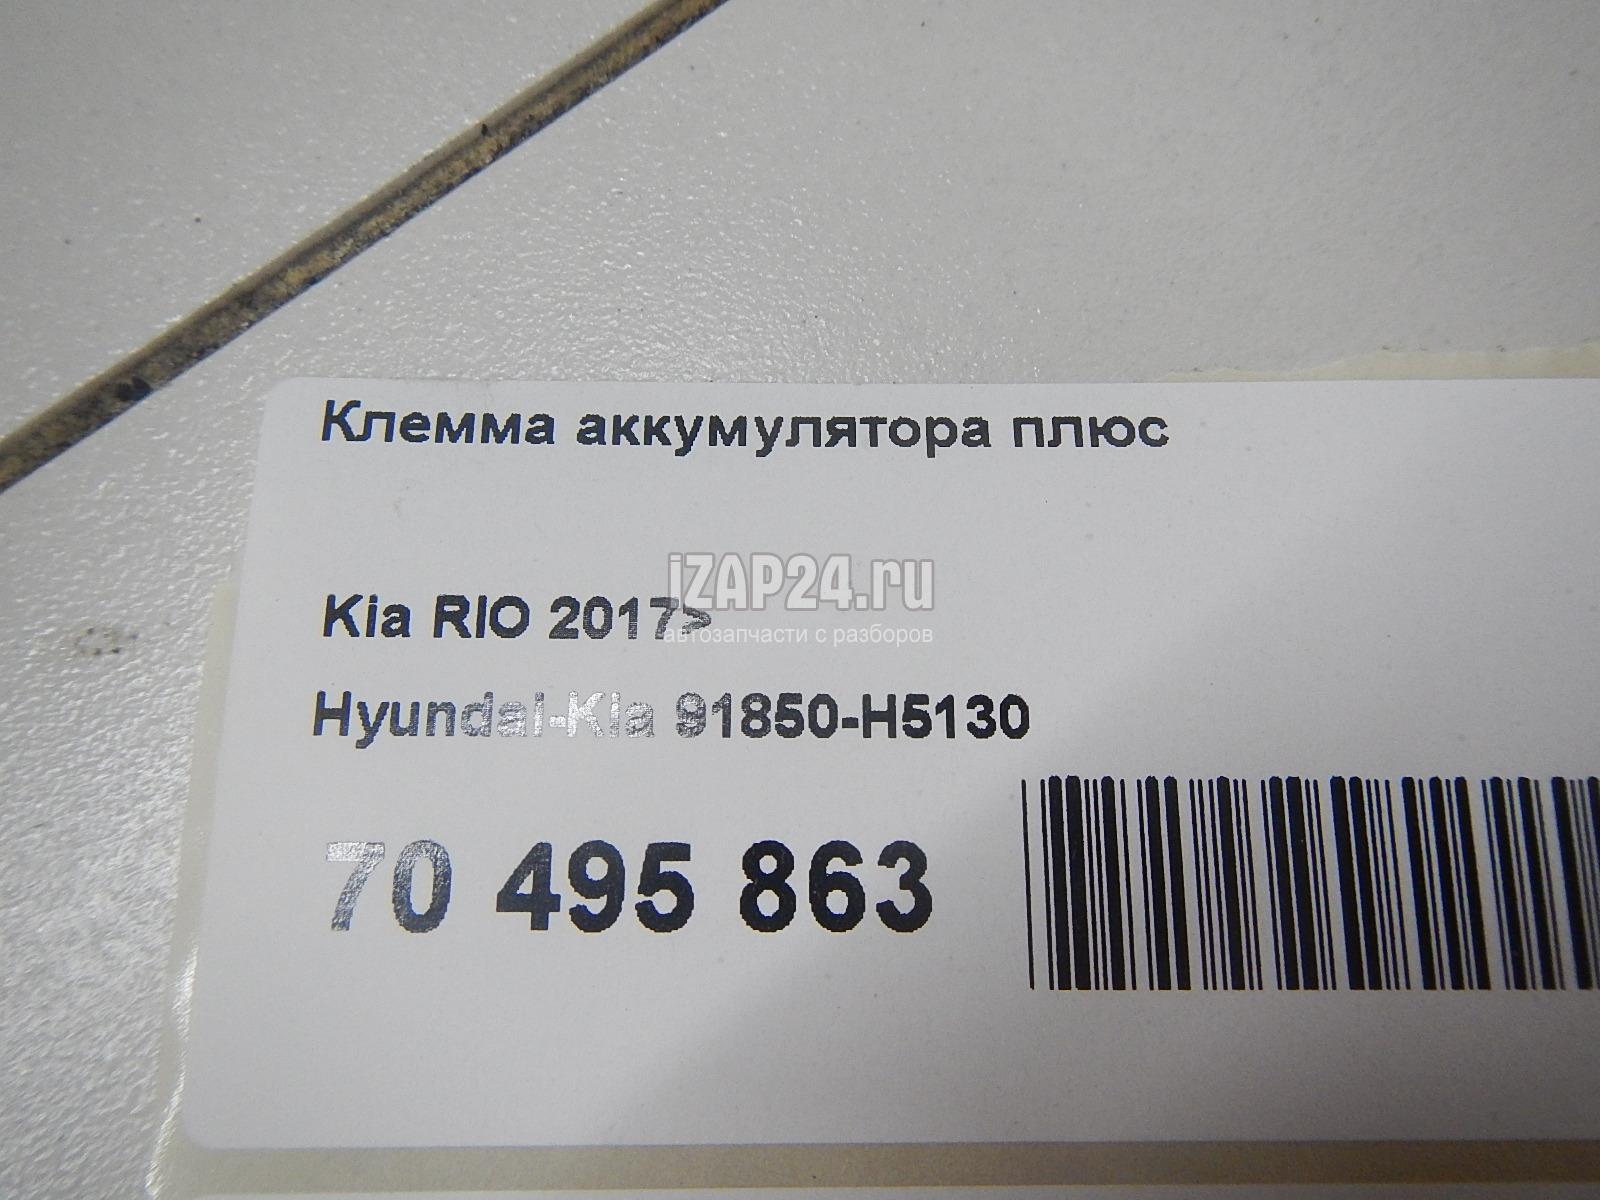 Клемма аккумулятора плюс
iZAP24.ru
Kia RIO 2017>
автозапчасти с разборов
Hyundai-Kia 91850-H5130
70 495 863